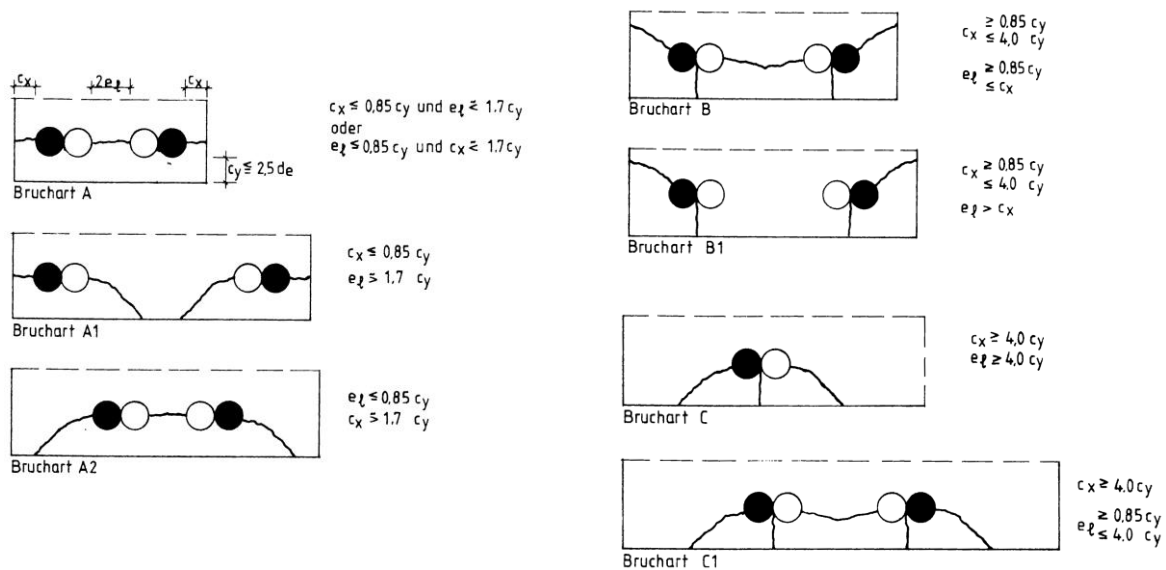 cx
2eℓ
cx
cy ≦ 2,5 de
Bruchart A
cx ≤ 0,85 cy und eℓ ≷ 1.7 cy
oder
eℓ ≤ 0,85 cy und cx ≷ 1.7 cy
Bruchart A1
cx ≤ 0,85 cy
eℓ > 1,7 cy
Bruchart A2
eℓ ≤ 0,85 cy
cx > 1.7 cy
Bruchart B
cx ≥ 0,85 cy
≤ 4,0 cy
eℓ ≥ 0,85 cy
≤ cx
Bruchart B1
cx ≥ 0,85 cy
≤ 4.0 cy
eℓ > cx
Bruchart C
cx ≥ 4,0 cy
eℓ ≥ 4,0 cy
Bruchart C1
cx ≥ 4,0 cy
eℓ ≥ 0,85 cy
≤ 4,0 cy